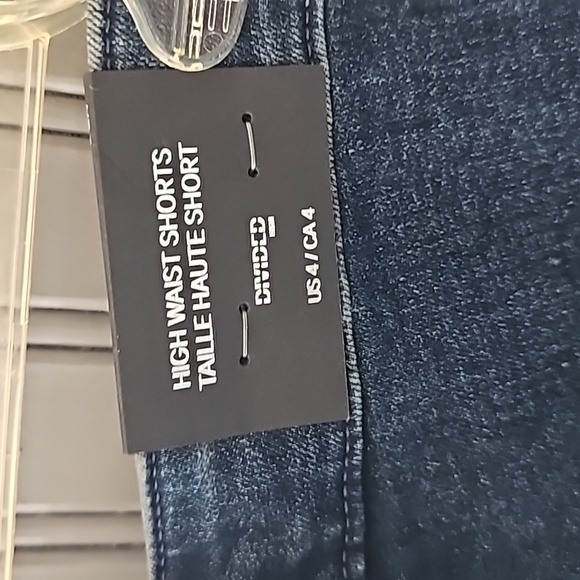 HIGH WAIST SHORTS
TAILLE HAUTE SHORT
DIVIDED
US 4 / CA 4